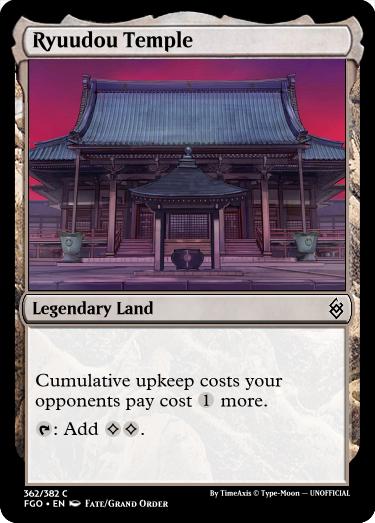 Ryuudou Temple
Legendary Land
Cumulative upkeep costs your
opponents pay cost 1 more.
: Add .
362/382 C
FGO • EN Fate/Grand Order
By TimeAxis © Type-Moon — UNOFFICIAL